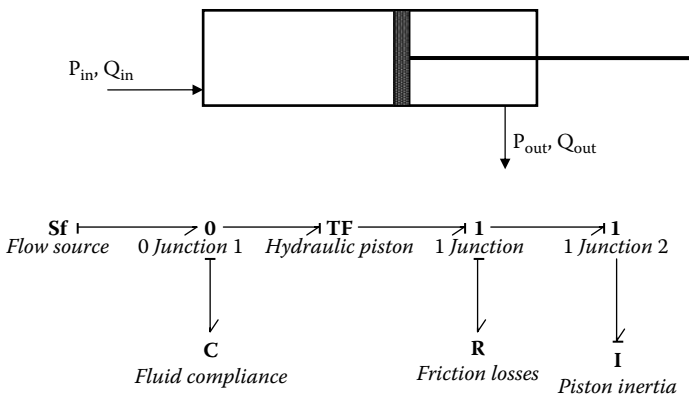 P_in, Q_in
P_out, Q_out
Sf 0 TF 1 1
Flow source 0 Junction 1 Hydraulic piston 1 Junction 1 Junction 2
C R I
Fluid compliance Friction losses Piston inertia